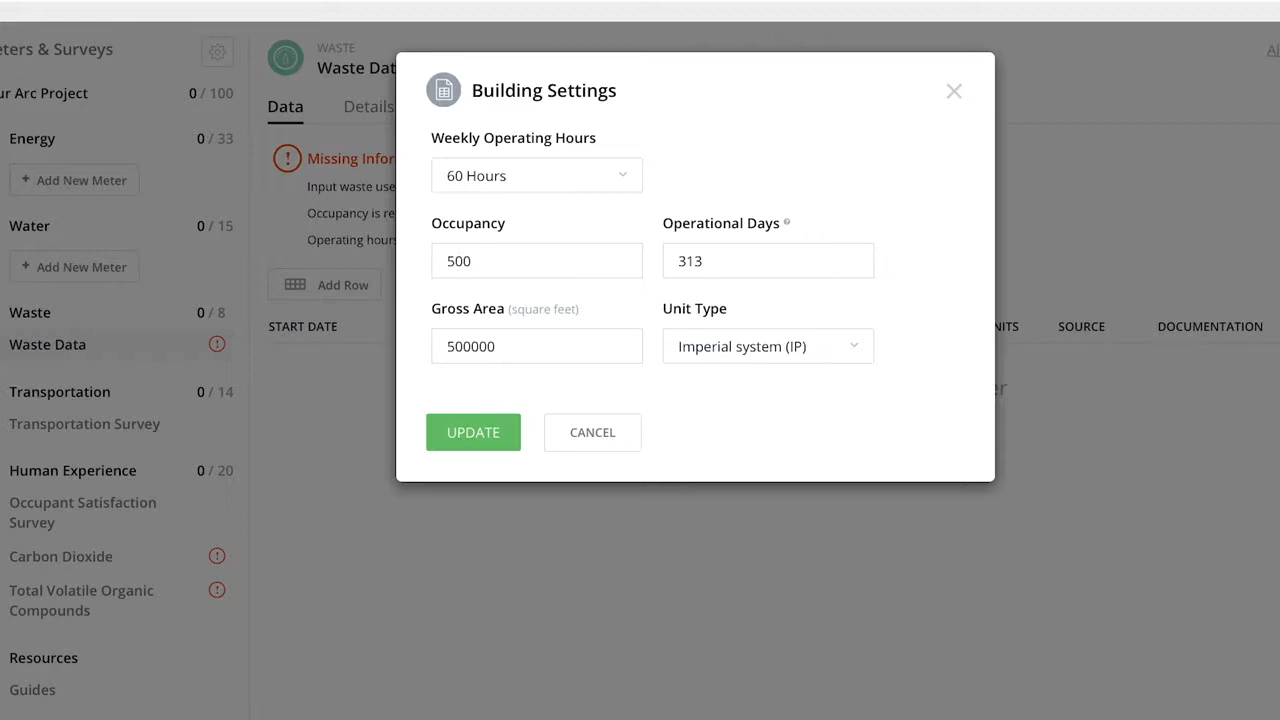 eters & Surveys
ur Arc Project 0 / 100
Energy 0 / 33
+ Add New Meter
Water 0 / 15
+ Add New Meter
Waste 0 / 8
Waste Data
Transportation 0 / 14
Transportation Survey
Human Experience 0 / 20
Occupant Satisfaction
Survey
Carbon Dioxide
Total Volatile Organic
Compounds
Resources
Guides
WASTE
Waste Dat
Al
Data Details
Missing Infor
Input waste use
Occupancy is re
Operating hours
Add Row
START DATE NITS SOURCE DOCUMENTATION
er
Building Settings
Weekly Operating Hours
60 Hours
Occupancy Operational Days
500 313
Gross Area (square feet) Unit Type
500000 Imperial system (IP)
UPDATE CANCEL